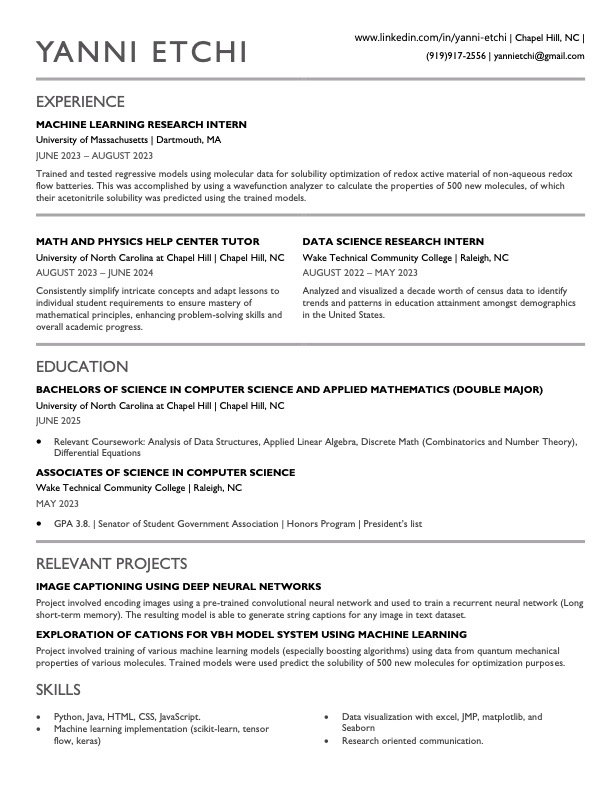 YANNI ETCHI
www.linkedin.com/in/yanni-etchi | Chapel Hill, NC |
(919)917-2556 | yannietchi@gmail.com
EXPERIENCE
MACHINE LEARNING RESEARCH INTERN
University of Massachusetts | Dartmouth, MA
JUNE 2023 – AUGUST 2023
Trained and tested regressive models using molecular data for solubility optimization of redox active material of non-aqueous redox
flow batteries. This was accomplished by using a wavefunction analyzer to calculate the properties of 500 new molecules, of which
their acetonitrile solubility was predicted using the trained models.
MATH AND PHYSICS HELP CENTER TUTOR
University of North Carolina at Chapel Hill | Chapel Hill, NC
AUGUST 2023 – JUNE 2024
Consistently simplify intricate concepts and adapt lessons to
individual student requirements to ensure mastery of
mathematical principles, enhancing problem-solving skills and
overall academic progress.
DATA SCIENCE RESEARCH INTERN
Wake Technical Community College | Raleigh, NC
AUGUST 2022 – MAY 2023
Analyzed and visualized a decade worth of census data to identify
trends and patterns in education attainment amongst demographics
in the United States.
EDUCATION
BACHELORS OF SCIENCE IN COMPUTER SCIENCE AND APPLIED MATHEMATICS (DOUBLE MAJOR)
University of North Carolina at Chapel Hill | Chapel Hill, NC
JUNE 2025
• Relevant Coursework: Analysis of Data Structures, Applied Linear Algebra, Discrete Math (Combinatorics and Number Theory),
Differential Equations
ASSOCIATES OF SCIENCE IN COMPUTER SCIENCE
Wake Technical Community College | Raleigh, NC
MAY 2023
• GPA 3.8. | Senator of Student Government Association | Honors Program | President's list
RELEVANT PROJECTS
IMAGE CAPTIONING USING DEEP NEURAL NETWORKS
Project involved encoding images using a pre-trained convolutional neural network and used to train a recurrent neural network (Long
short-term memory). The resulting model is able to generate string captions for any image in text dataset.
EXPLORATION OF CATIONS FOR VBH MODEL SYSTEM USING MACHINE LEARNING
Project involved training of various machine learning models (especially boosting algorithms) using data from quantum mechanical
properties of various molecules. Trained models were used predict the solubility of 500 new molecules for optimization purposes.
SKILLS
• Python, Java, HTML, CSS, JavaScript.
• Machine learning implementation (scikit-learn, tensor
flow, keras)
• Data visualization with excel, JMP, matplotlib, and
Seaborn
• Research oriented communication.